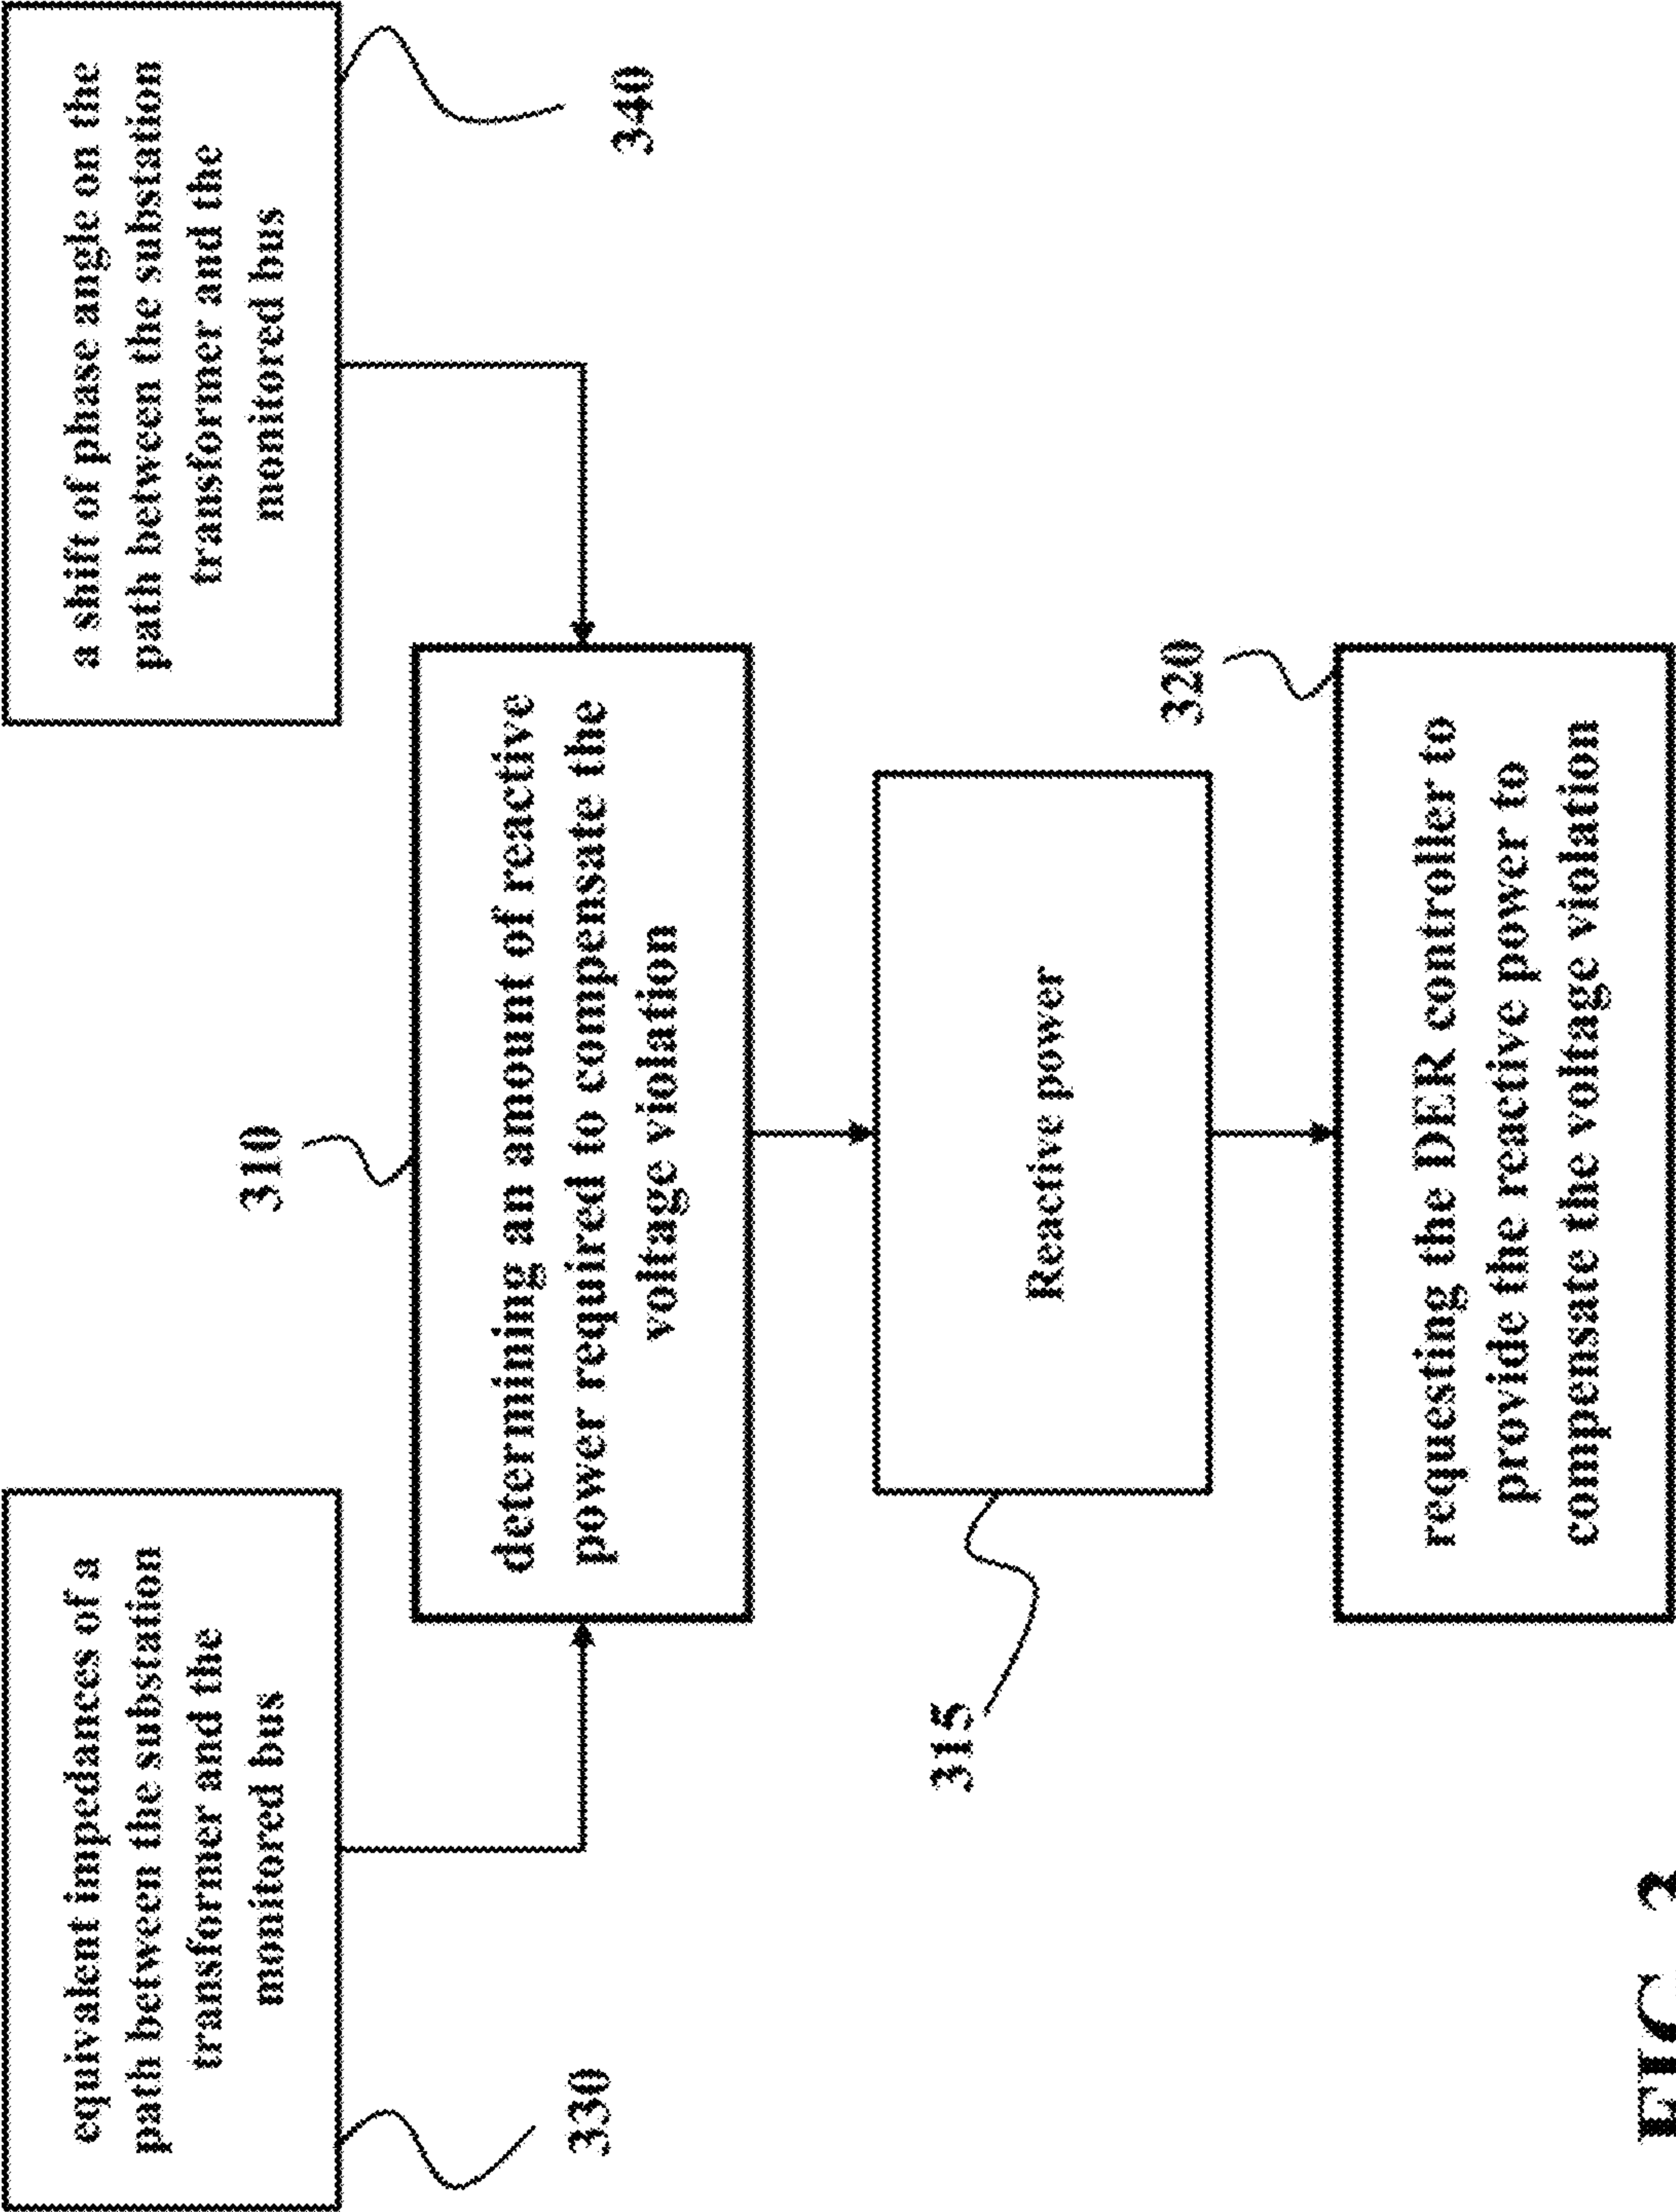 equivalent impedances of a
path between the substation
transformer and the
monitored bus
330
a shift of phase angle on the
path between the substation
transformer and the
monitored bus
340
310
determining an amount of reactive
power required to compensate the
voltage violation
315
Reactive power
320
requesting the DER controller to
provide the reactive power to
compensate the voltage violation
FIG. 3